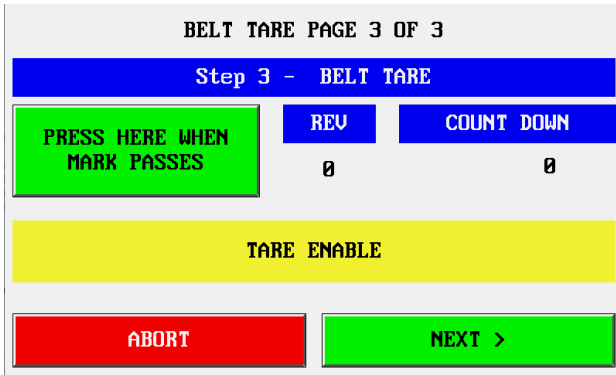 BELT TARE PAGE 3 OF 3
Step 3 - BELT TARE
PRESS HERE WHEN
MARK PASSES
REV
COUNT DOWN
0
0
TARE ENABLE
ABORT
NEXT >